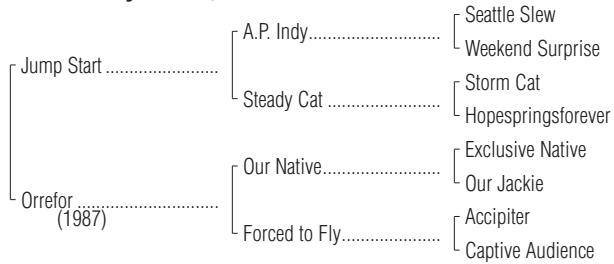 Seattle Slew
A.P. Indy
Weekend Surprise
Jump Start
Storm Cat
Steady Cat
Hopespringsforever
Exclusive Native
Our Native
Our Jackie
Orrefor
(1987)
Accipiter
Forced to Fly
Captive Audience